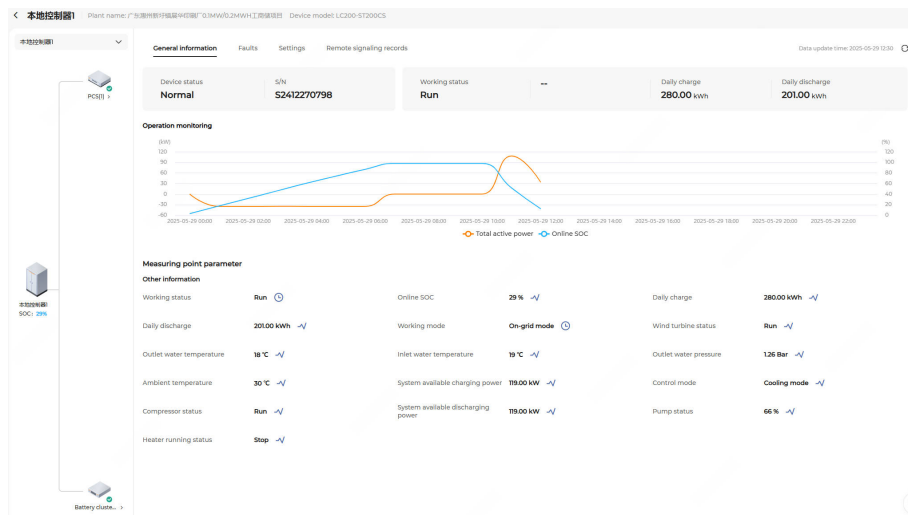 本地控制器1 Plant name: 广东惠州新圩镇晨华印刷厂0.1MW/0.2MWH工商储项目 Device model: LC200-ST200CS
本地控制器1
General information Faults Settings Remote signaling records Data update time: 2025-05-29 12:30
Device status S/N Working status -- Daily charge Daily discharge
Normal S2412270798 Run 280.00 kWh 201.00 kWh
PCS[1] >
Operation monitoring
(kW) (%)
120 120
90 100
60 80
30 60
0 40
-30 20
-60 0
2025-05-29 00:00 2025-05-29 02:00 2025-05-29 04:00 2025-05-29 06:00 2025-05-29 08:00 2025-05-29 10:00 2025-05-29 12:00 2025-05-29 14:00 2025-05-29 16:00 2025-05-29 18:00 2025-05-29 20:00 2025-05-29 22:00
Total active power Online SOC
Measuring point parameter
Other information
Working status Run Online SOC 29 % Daily charge 280.00 kWh
本地控制器1
SOC: 29%
Daily discharge 201.00 kWh Working mode On-grid mode Wind turbine status Run
Outlet water temperature 18 ℃ Inlet water temperature 19 ℃ Outlet water pressure 1.26 Bar
Ambient temperature 30 ℃ System available charging power 119.00 kW Control mode Cooling mode
Compressor status Run System available discharging power 119.00 kW Pump status 66 %
Heater running status Stop
Battery cluste... >